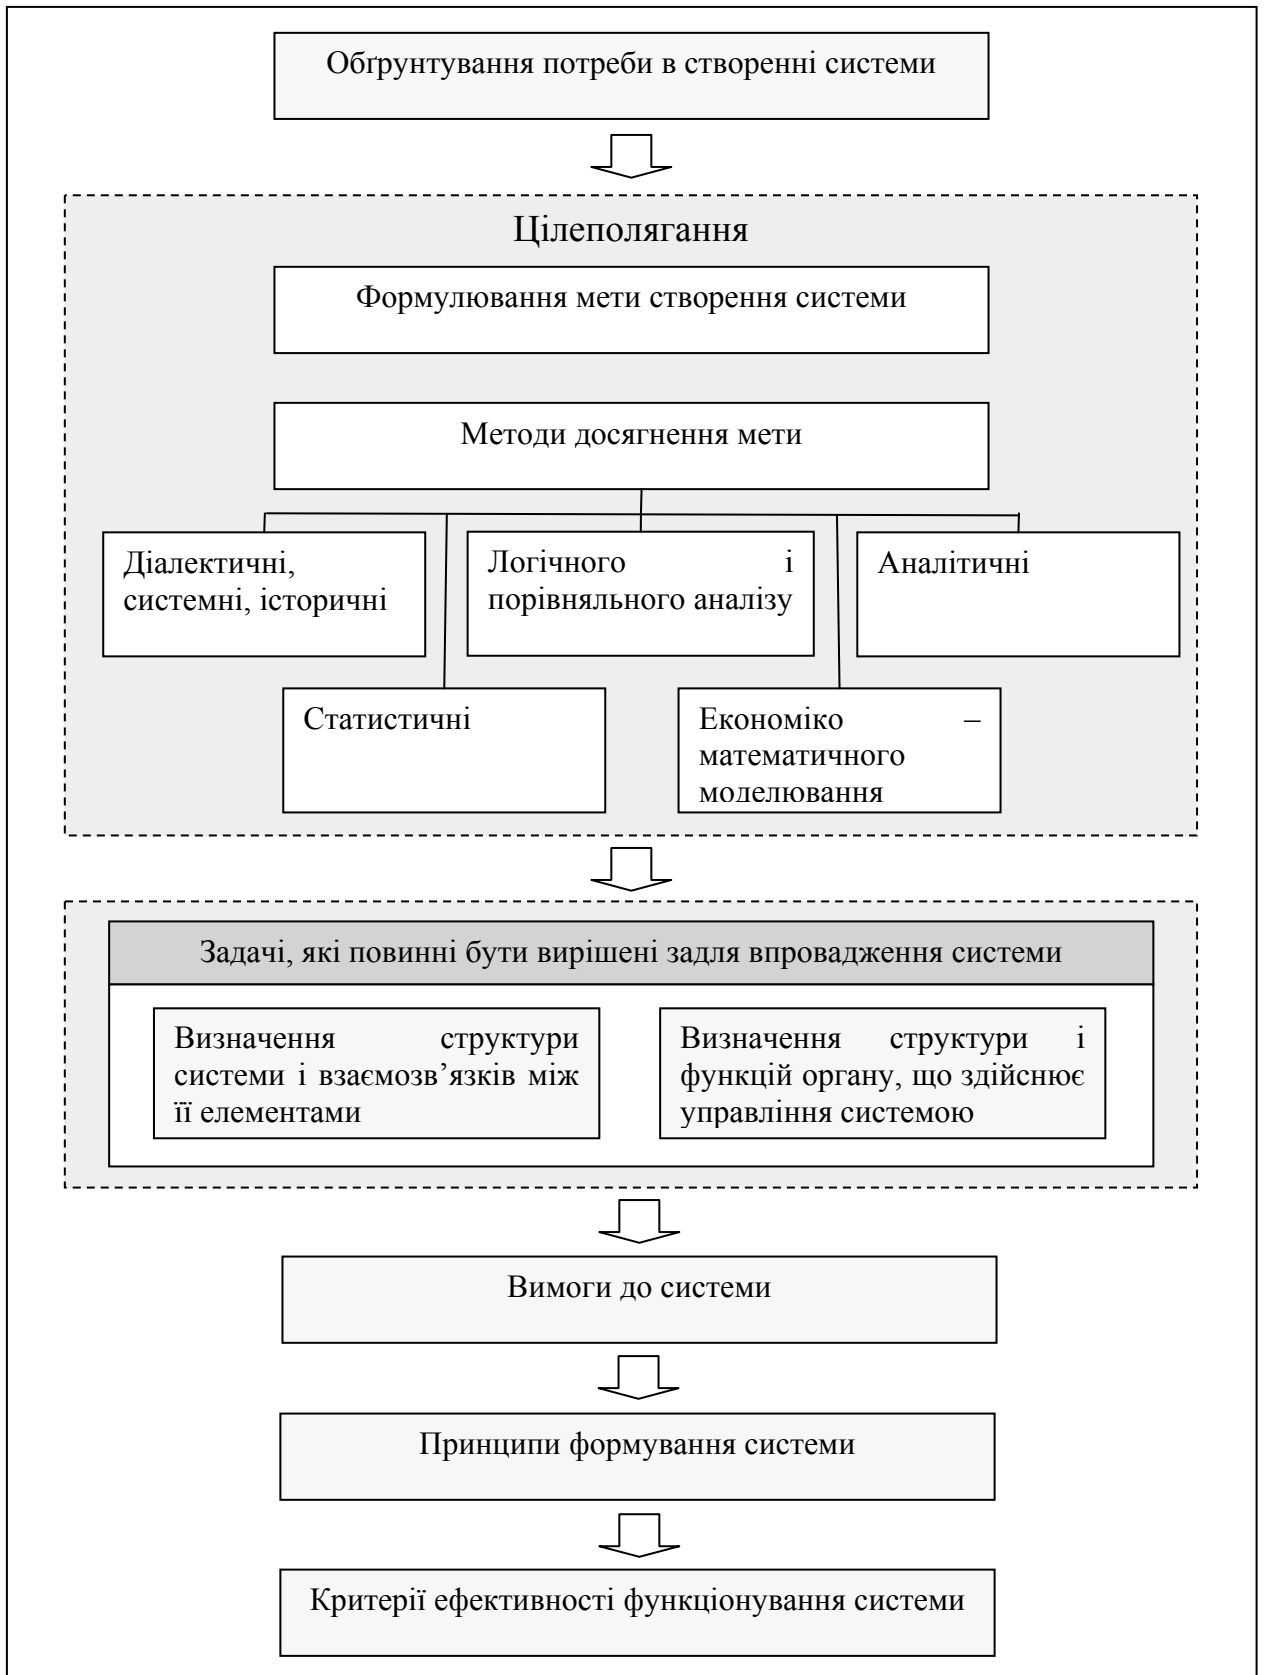 Обґрунтування потреби в створенні системи
Цілеполягання
Формулювання мети створення системи
Методи досягнення мети
Діалектичні,
системні, історичні
Логічного і
порівняльного аналізу
Аналітичні
Статистичні
Економіко –
математичного
моделювання
Задачі, які повинні бути вирішені задля впровадження системи
Визначення структури
системи і взаємозв’язків між
її елементами
Визначення структури і
функцій органу, що здійснює
управління системою
Вимоги до системи
Принципи формування системи
Критерії ефективності функціонування системи